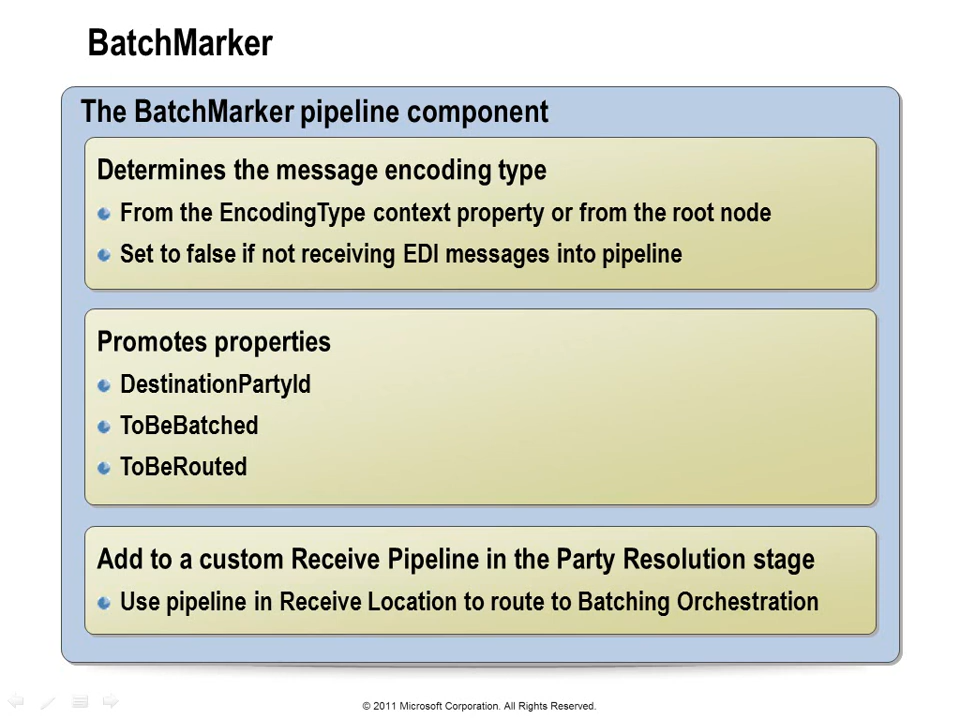 BatchMarker
The BatchMarker pipeline component
Determines the message encoding type
From the EncodingType context property or from the root node
Set to false if not receiving EDI messages into pipeline
Promotes properties
DestinationPartyId
ToBeBatched
ToBeRouted
Add to a custom Receive Pipeline in the Party Resolution stage
Use pipeline in Receive Location to route to Batching Orchestration
© 2011 Microsoft Corporation. All Rights Reserved.